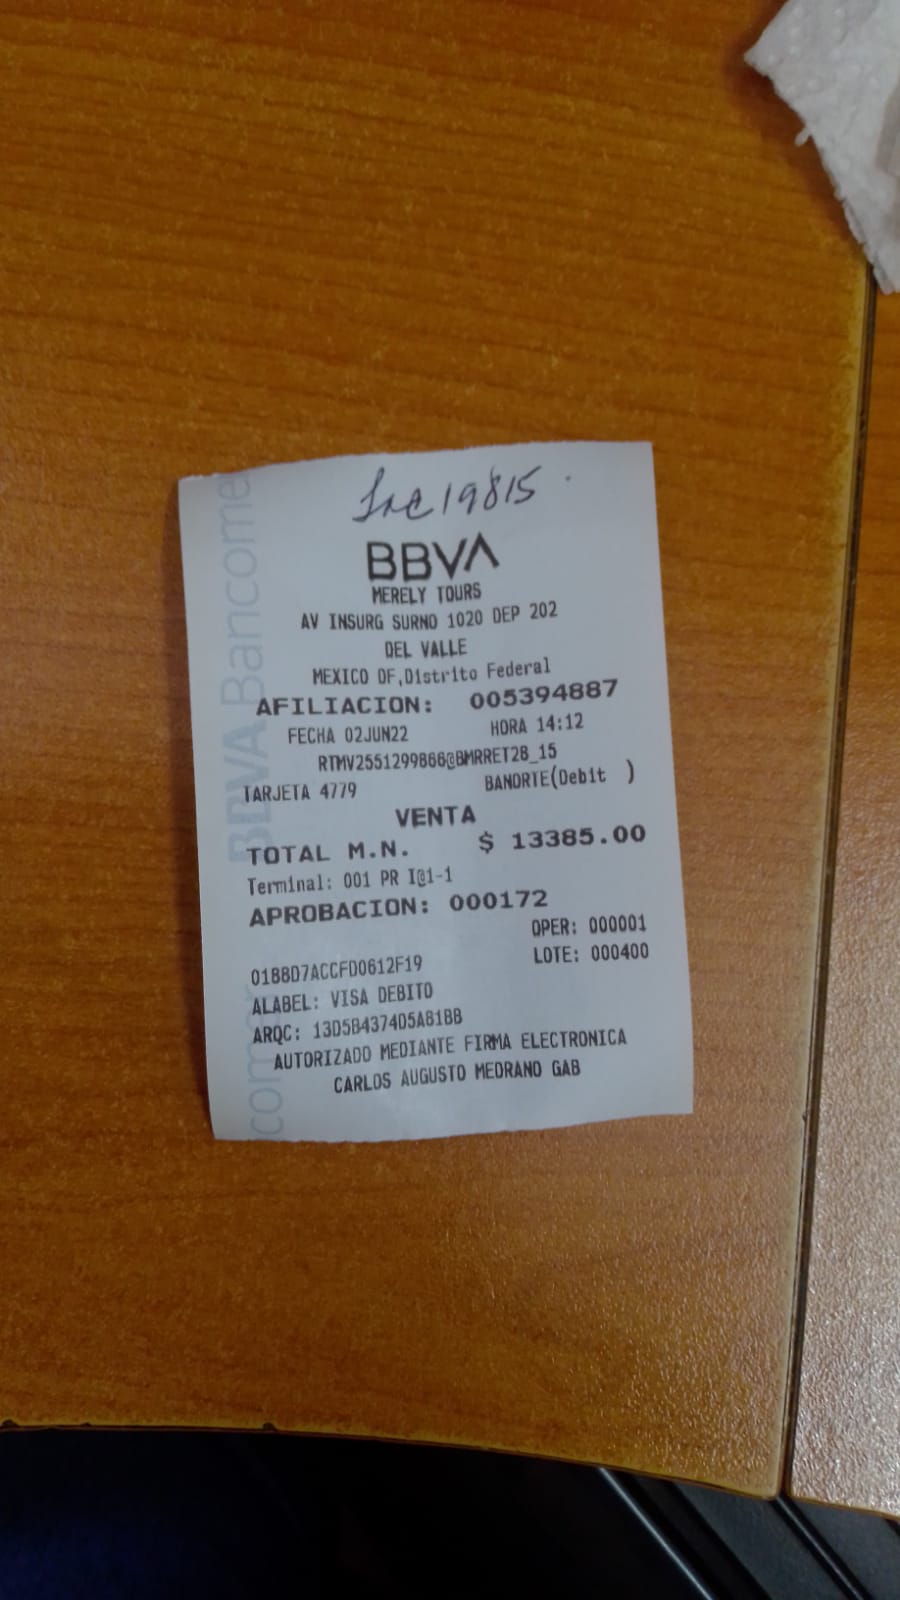 19815
BBVA
MERELY TOURS
AV INSURG SURNO 1020 DEP 202
DEL VALLE
MEXICO DF,Distrito Federal
AFILIACION: 005394887
FECHA 02JUN22 HORA 14:12
RTMV2551299866@BMRRET28_15
TARJETA 4779 BANORTE(Debit )
VENTA
TOTAL M.N. $ 13385.00
Terminal: 001 PR I@1-1
APROBACION: 000172
OPER: 000001
0188D7ACCFD0612F19 LOTE: 000400
ALABEL: VISA DEBITO
ARQC: 13D5B4374D5A81BB
AUTORIZADO MEDIANTE FIRMA ELECTRONICA
CARLOS AUGUSTO MEDRANO GAB
BBVA Bancome
comer